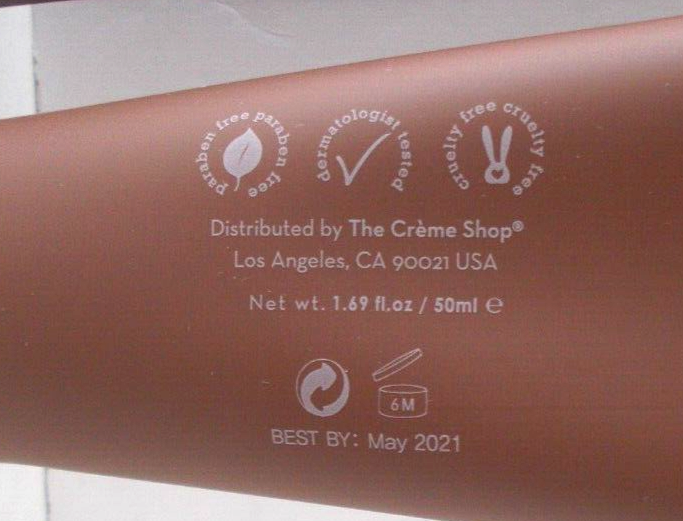 paraben free paraben free
dermatologist tested
cruelty free cruelty free
Distributed by The Crème Shop®
Los Angeles, CA 90021 USA
Net wt. 1.69 fl.oz / 50ml ℮
6M
BEST BY: May 2021